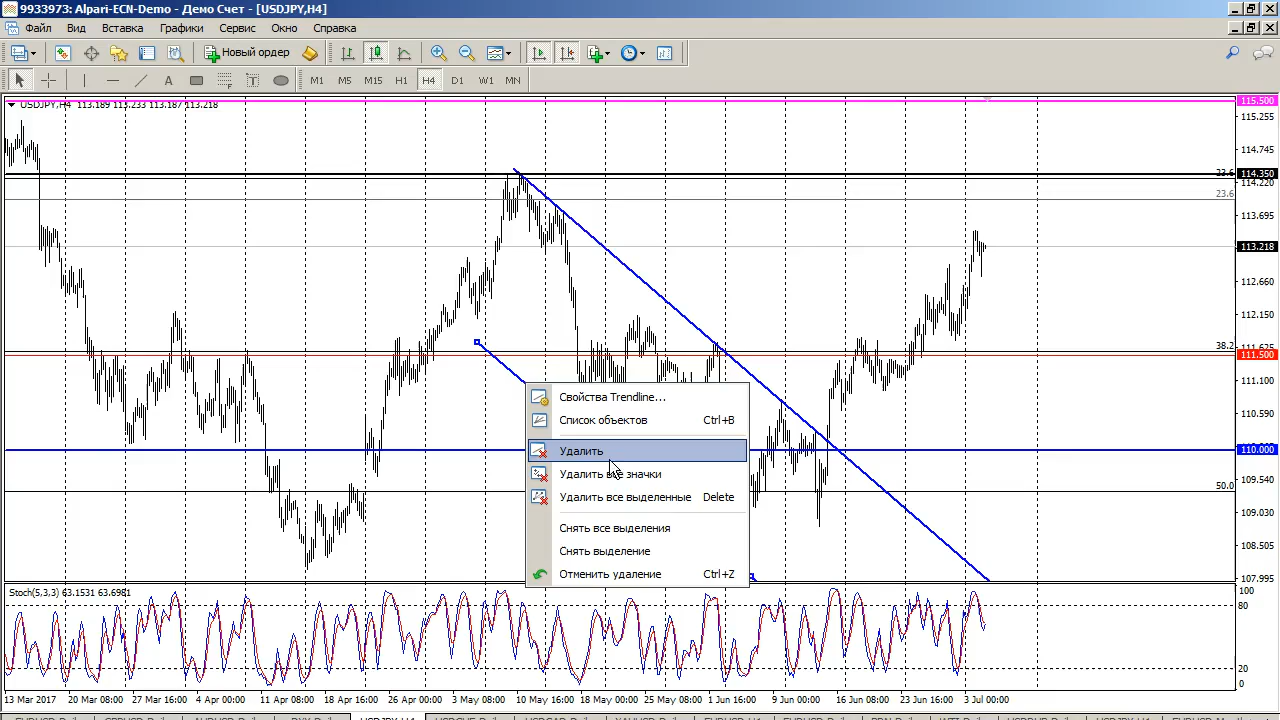 9933973: Alpari-ECN-Demo - Демо Счет - [USDJPY,H4]
Файл Вид Вставка Графики Сервис Окно Справка
Новый ордер
A T M1 M5 M15 H1 H4 D1 W1 MN
USDJPY,H4 113.189 113.233 113.187 113.218
115.500
115.255
114.745
23.6 114.350
114.220
23.6
113.695
113.218
112.660
112.150
38.2 111.625
111.500
111.100
110.590
110.000
109.540
50.0
109.030
108.505
107.995
Свойства Trendline...
Список объектов Ctrl+B
Удалить
Удалить все значки
Удалить все выделенные Delete
Снять все выделения
Снять выделение
Отменить удаление Ctrl+Z
Stoch(5,3,3) 63.1531 63.6981
100
80
20
0
13 Mar 2017 20 Mar 08:00 27 Mar 16:00 4 Apr 00:00 11 Apr 08:00 18 Apr 16:00 26 Apr 00:00 3 May 08:00 10 May 16:00 18 May 00:00 25 May 08:00 1 Jun 16:00 9 Jun 00:00 16 Jun 08:00 23 Jun 16:00 3 Jul 00:00